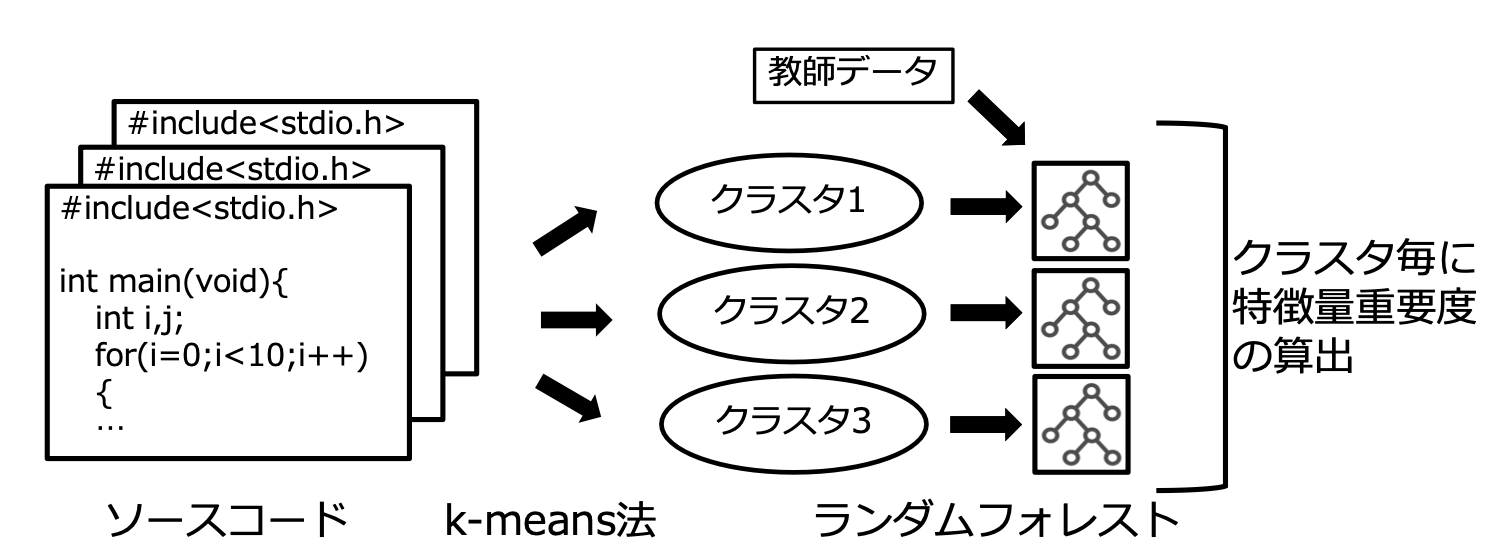 教師データ
#include<stdio.h>
#include<stdio.h>
#include<stdio.h>
int main(void){
int i,j;
for(i=0;i<10;i++)
{
…
クラスタ1
クラスタ2
クラスタ3
クラスタ毎に
特徴量重要度
の算出
ソースコード
k-means法
ランダムフォレスト